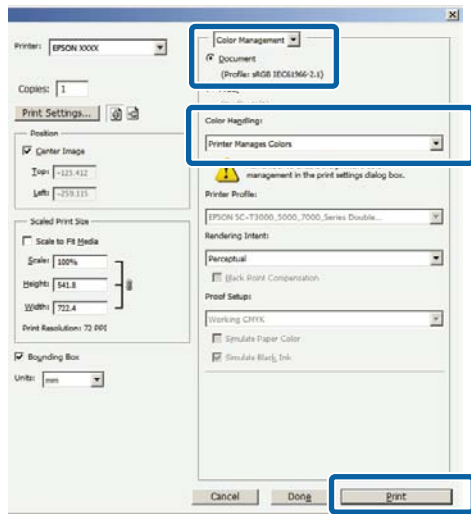 Printer: EPSON XXXX
Copies: 1
Print Settings...
Position
Center Image
Top: -123.412
Left: -259.115
Scaled Print Size
Scale to Fit Media
Scale: 100%
Height: 541.8
Width: 722.4
Print Resolution: 72 PPI
Bounding Box
Units: mm
Color Management
Document
(Profile: sRGB IEC61966-2.1)
Color Handling:
Printer Manages Colors
management in the print settings dialog box.
Printer Profile:
EPSON SC-T3000_5000_7000_Series Double...
Rendering Intent:
Perceptual
Black Point Compensation
Proof Setup:
Working CMYK
Simulate Paper Color
Simulate Black Ink
Cancel Done Print